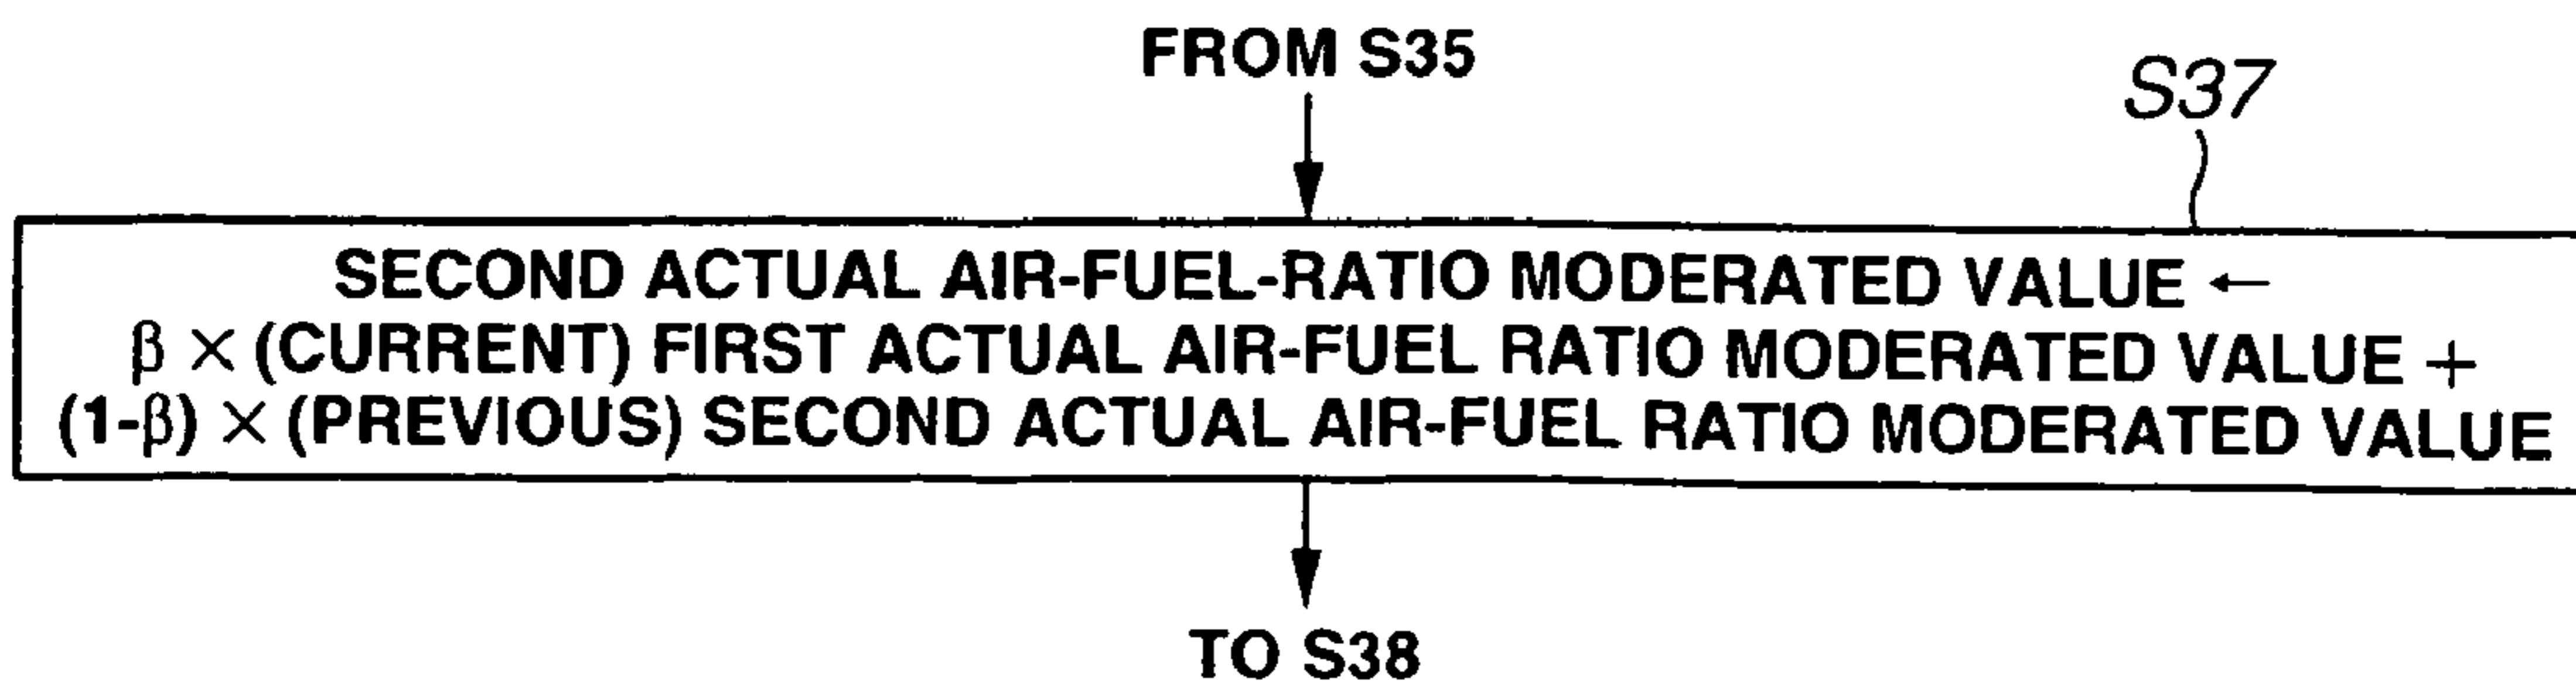 FROM S35
S37
SECOND ACTUAL AIR-FUEL-RATIO MODERATED VALUE ←
β × (CURRENT) FIRST ACTUAL AIR-FUEL RATIO MODERATED VALUE +
(1-β) × (PREVIOUS) SECOND ACTUAL AIR-FUEL RATIO MODERATED VALUE
TO S38